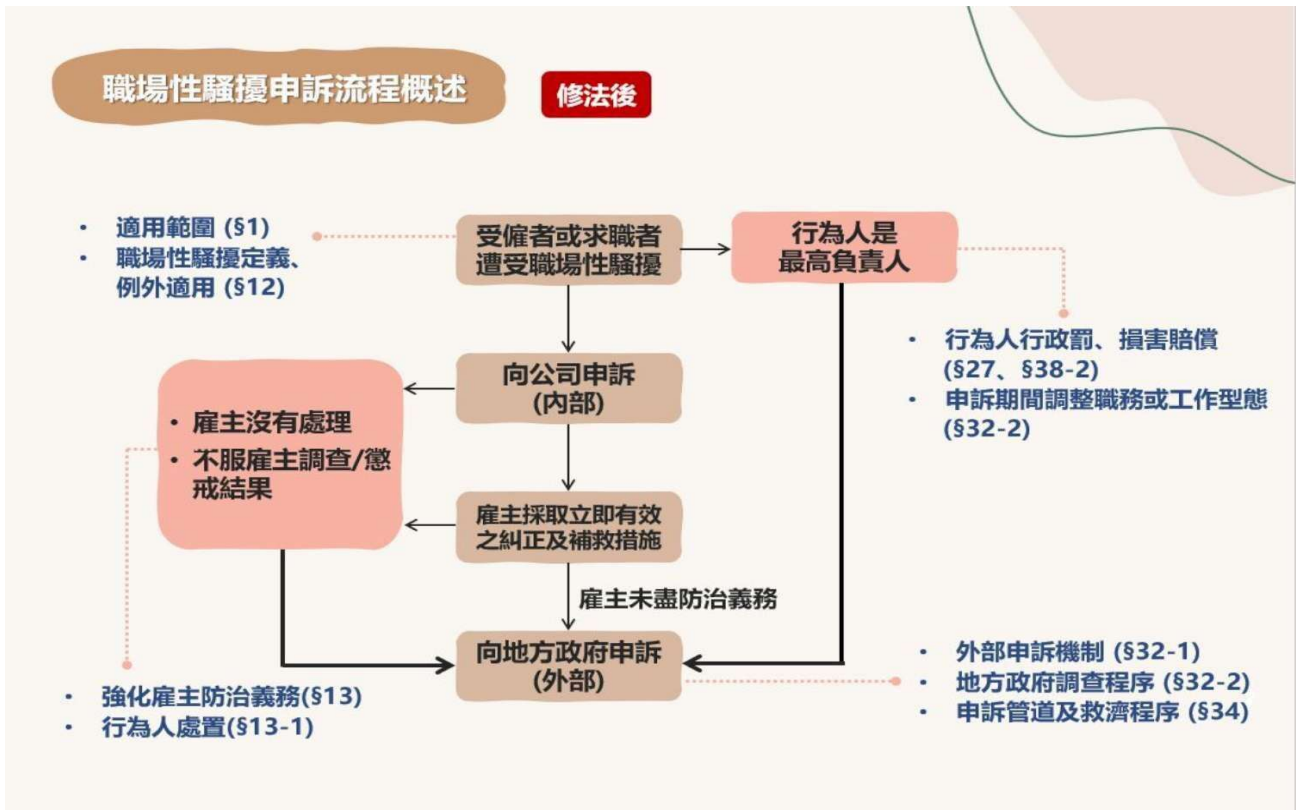 職場性騷擾申訴流程概述
修法後
• 適用範圍 (§1)
• 職場性騷擾定義、
例外適用 (§12)
受僱者或求職者
遭受職場性騷擾
行為人是
最高負責人
• 行為人行政罰、損害賠償
(§27、§38-2)
• 申訴期間調整職務或工作型態
(§32-2)
向公司申訴
(內部)
• 雇主沒有處理
• 不服雇主調查/懲
戒結果
雇主採取立即有效
之糾正及補救措施
雇主未盡防治義務
向地方政府申訴
(外部)
• 強化雇主防治義務(§13)
• 行為人處置(§13-1)
• 外部申訴機制 (§32-1)
• 地方政府調查程序 (§32-2)
• 申訴管道及救濟程序 (§34)